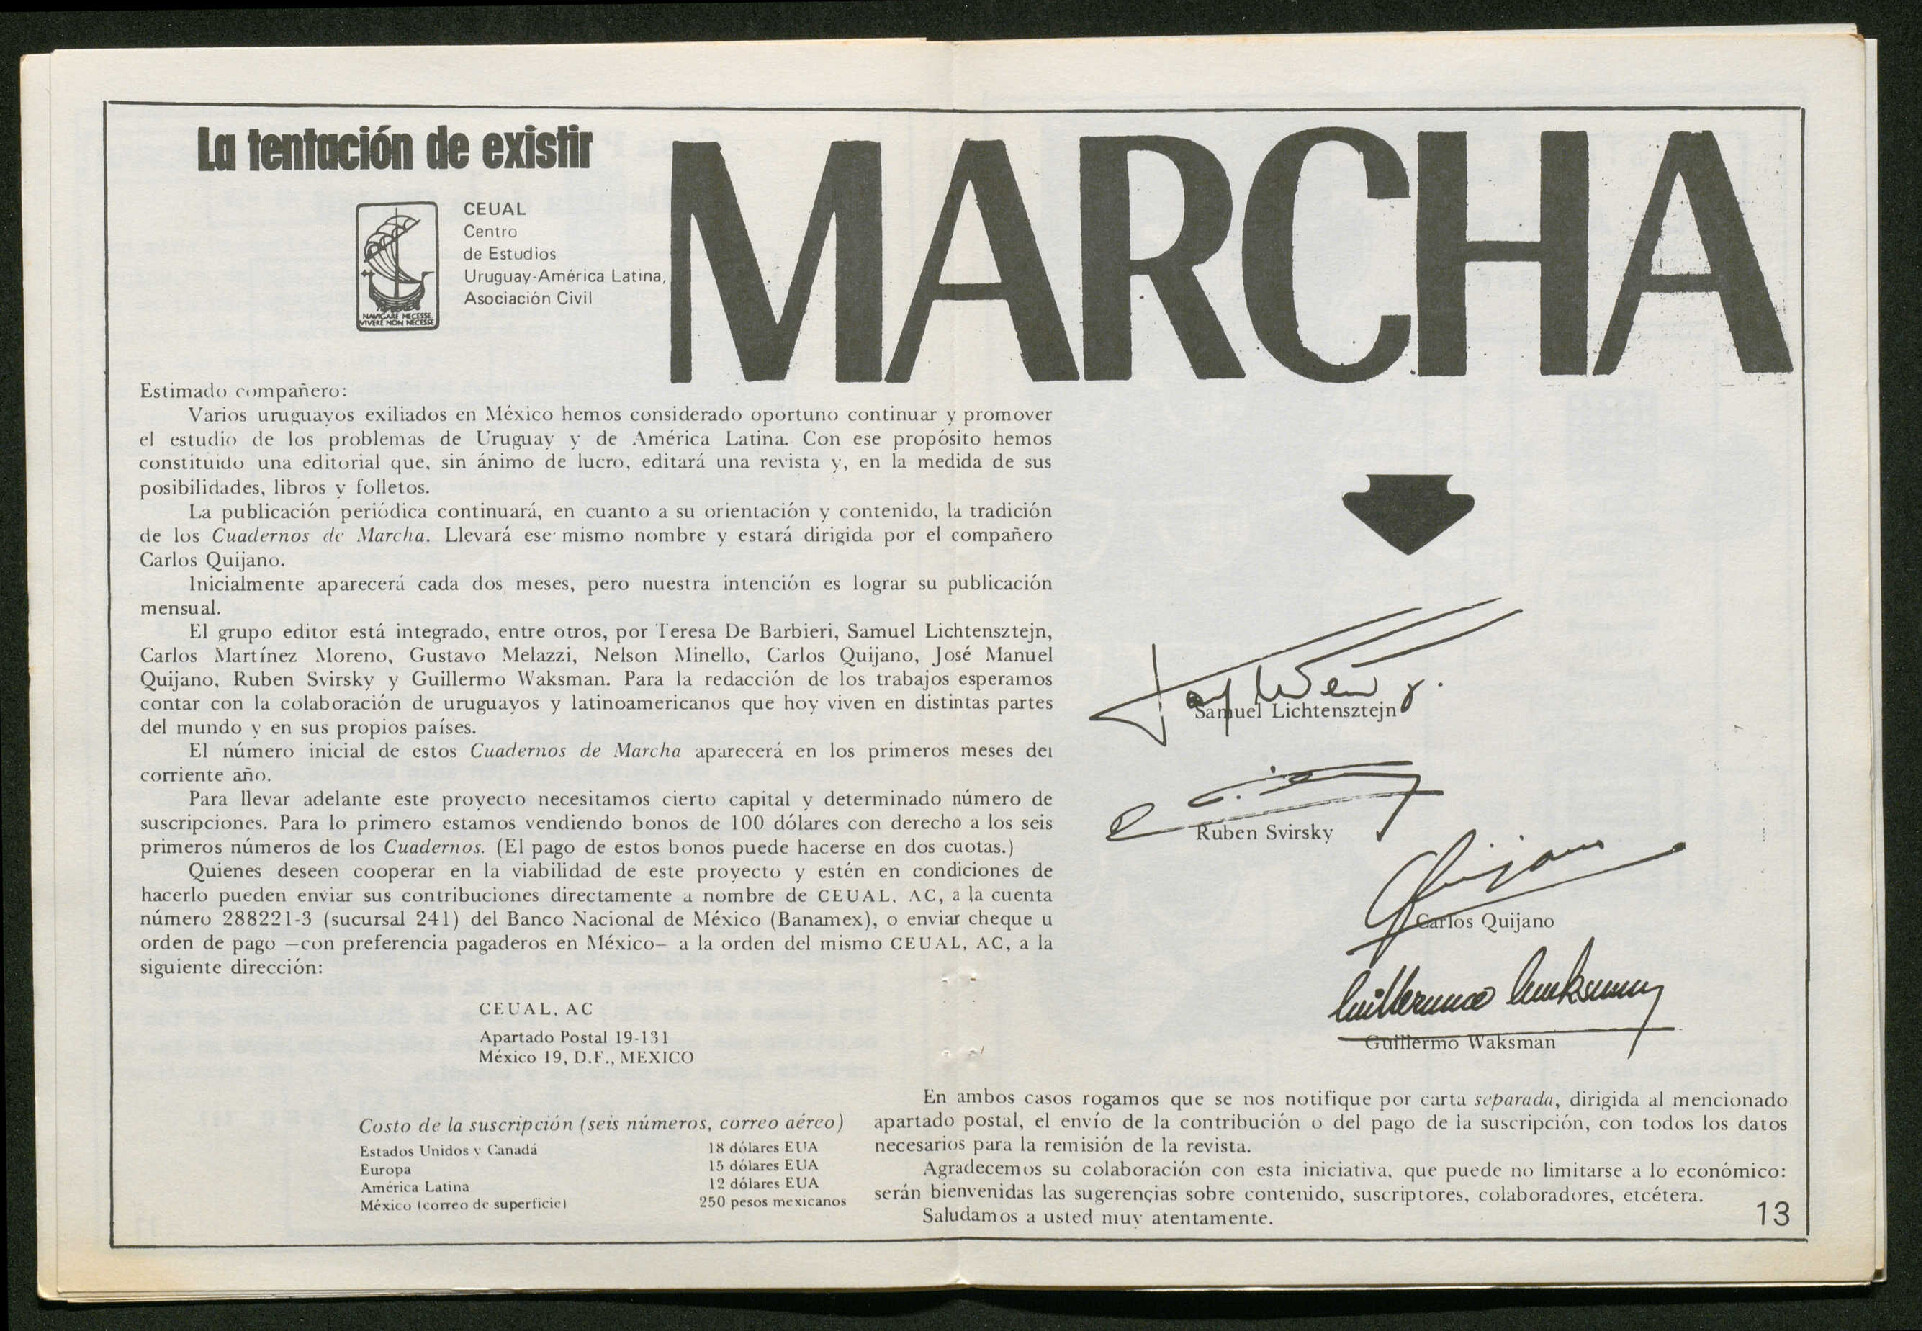 La tentación de existir
MARCHA
CEUAL
Centro
de Estudios
Uruguay-América Latina,
Asociación Civil
NAVIGARE NECESSE
VIVERE NON NECESSE
Estimado compañero:
Varios uruguayos exiliados en México hemos considerado oportuno continuar y promover
el estudio de los problemas de Uruguay y de América Latina. Con ese propósito hemos
constituido una editorial que, sin ánimo de lucro, editará una revista y, en la medida de sus
posibilidades, libros y folletos.
La publicación periódica continuará, en cuanto a su orientación y contenido, la tradición
de los Cuadernos de Marcha. Llevará ese mismo nombre y estará dirigida por el compañero
Carlos Quijano.
Inicialmente aparecerá cada dos meses, pero nuestra intención es lograr su publicación
mensual.
El grupo editor está integrado, entre otros, por Teresa De Barbieri, Samuel Lichtensztejn,
Carlos Martínez Moreno, Gustavo Melazzi, Nelson Minello, Carlos Quijano, José Manuel
Quijano, Ruben Svirsky y Guillermo Waksman. Para la redacción de los trabajos esperamos
contar con la colaboración de uruguayos y latinoamericanos que hoy viven en distintas partes
del mundo y en sus propios países.
El número inicial de estos Cuadernos de Marcha aparecerá en los primeros meses del
corriente año.
Para llevar adelante este proyecto necesitamos cierto capital y determinado número de
suscripciones. Para lo primero estamos vendiendo bonos de 100 dólares con derecho a los seis
primeros números de los Cuadernos. (El pago de estos bonos puede hacerse en dos cuotas.)
Quienes deseen cooperar en la viabilidad de este proyecto y estén en condiciones de
hacerlo pueden enviar sus contribuciones directamente a nombre de CEUAL, AC, a la cuenta
número 288221-3 (sucursal 241) del Banco Nacional de México (Banamex), o enviar cheque u
orden de pago —con preferencia pagaderos en México— a la orden del mismo CEUAL, AC, a la
siguiente dirección:
CEUAL, AC
Apartado Postal 19-131
México 19, D.F., MEXICO
Costo de la suscripción (seis números, correo aéreo)
Estados Unidos y Canadá 18 dólares EUA
Europa 15 dólares EUA
América Latina 12 dólares EUA
México (correo de superficie) 250 pesos mexicanos
Samuel Lichtensztejn
Ruben Svirsky
Quijano
Carlos Quijano
Guillermo Waksman
Guillermo Waksman
En ambos casos rogamos que se nos notifique por carta separada, dirigida al mencionado
apartado postal, el envío de la contribución o del pago de la suscripción, con todos los datos
necesarios para la remisión de la revista.
Agradecemos su colaboración con esta iniciativa, que puede no limitarse a lo económico:
serán bienvenidas las sugerencias sobre contenido, suscriptores, colaboradores, etcétera.
Saludamos a usted muy atentamente.
13